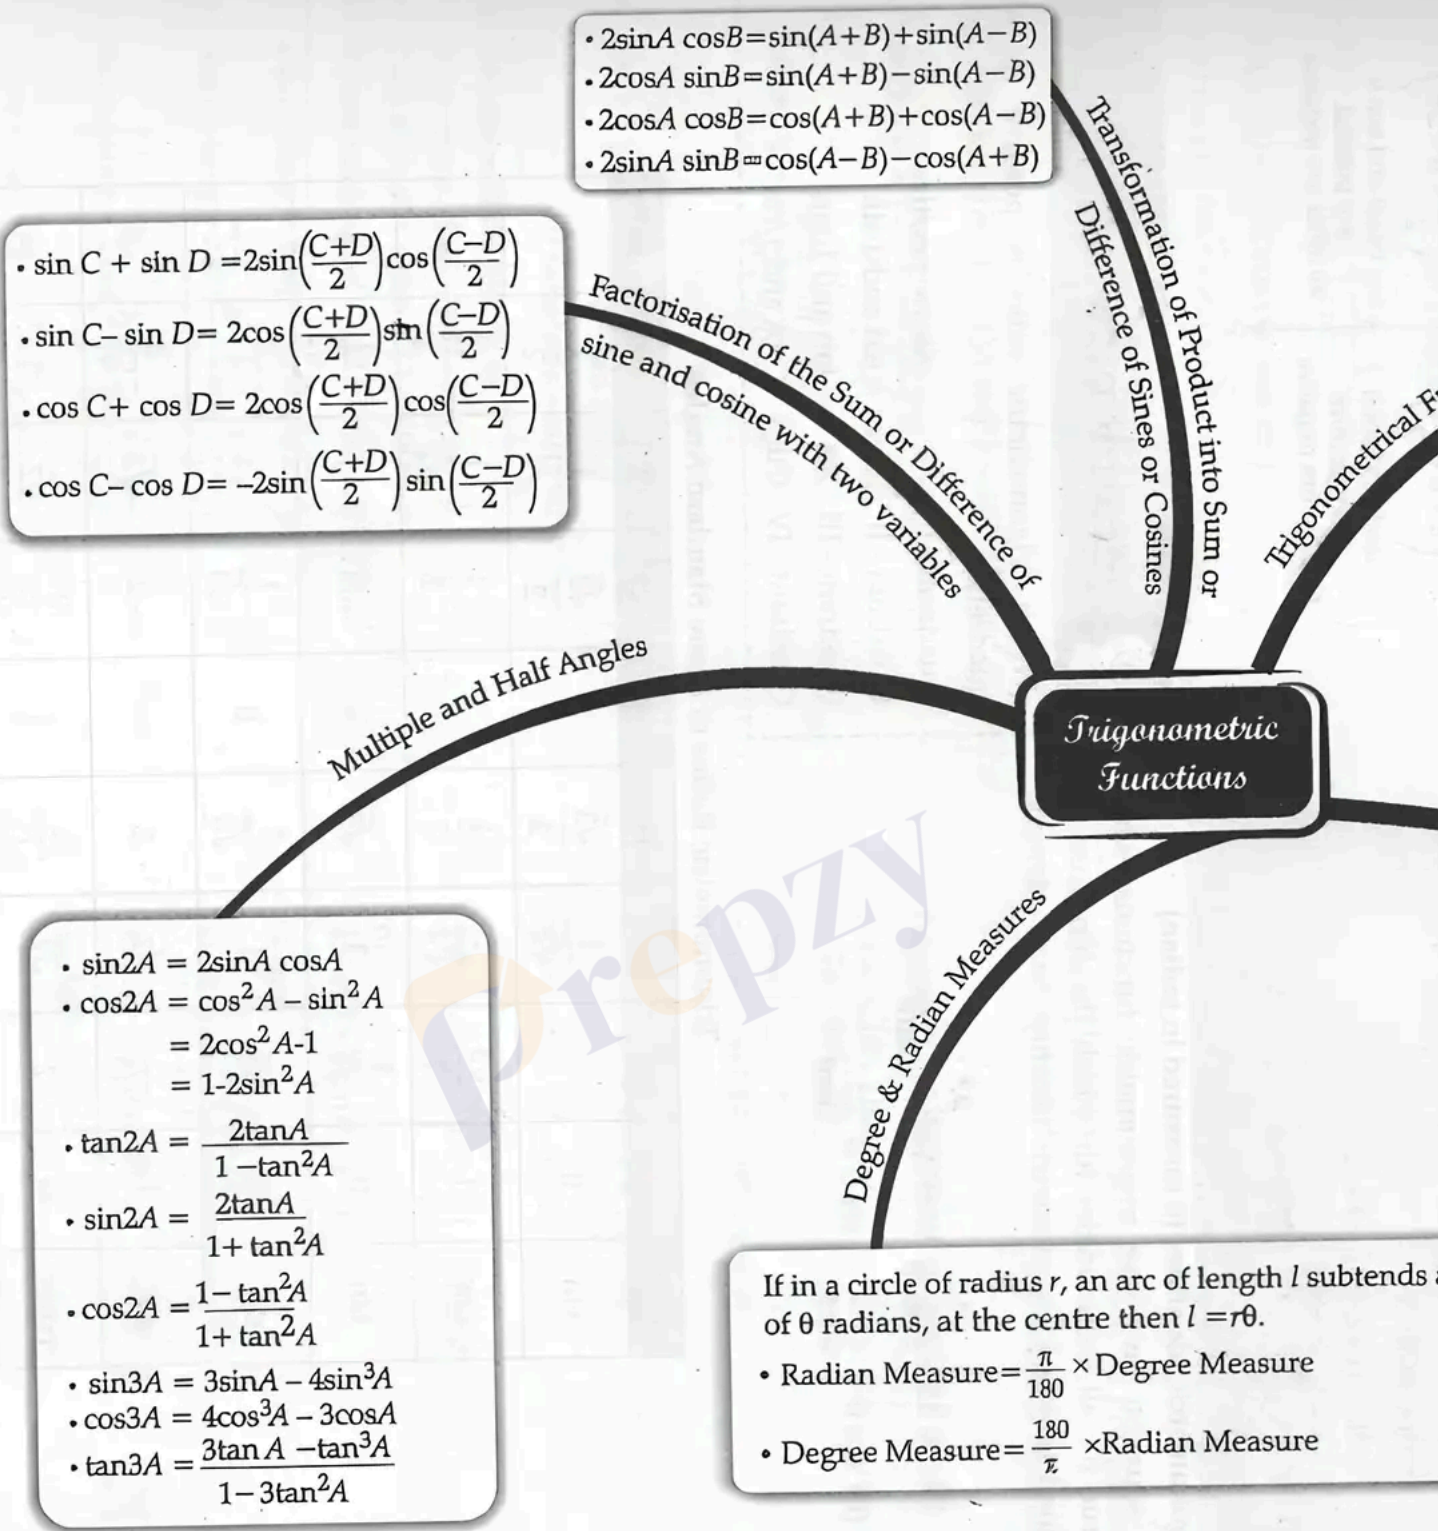 • 2sinA cosB=sin(A+B)+sin(A−B)
• 2cosA sinB=sin(A+B)−sin(A−B)
• 2cosA cosB=cos(A+B)+cos(A−B)
• 2sinA sinB=cos(A−B)−cos(A+B)
Transformation of Product into Sum or
Difference of Sines or Cosines
• sin C + sin D =2sin((C+D)/2)cos((C−D)/2)
• sin C− sin D= 2cos((C+D)/2)sin((C−D)/2)
• cos C+ cos D= 2cos((C+D)/2)cos((C−D)/2)
• cos C− cos D= −2sin((C+D)/2)sin((C−D)/2)
Factorisation of the Sum or Difference of
sine and cosine with two variables
Trigonometrical
Multiple and Half Angles
Trigonometric
Functions
• sin2A = 2sinA cosA
• cos2A = cos²A − sin²A
= 2cos²A-1
= 1-2sin²A
• tan2A = 2tanA/(1−tan²A)
• sin2A = 2tanA/(1+ tan²A)
• cos2A = (1− tan²A)/(1+ tan²A)
• sin3A = 3sinA − 4sin³A
• cos3A = 4cos³A − 3cosA
• tan3A = (3tan A −tan³A)/(1−3tan²A)
Prepzy
Degree & Radian Measures
If in a circle of radius r, an arc of length l subtends
of θ radians, at the centre then l =rθ.
• Radian Measure=π/180 × Degree Measure
• Degree Measure=180/π ×Radian Measure